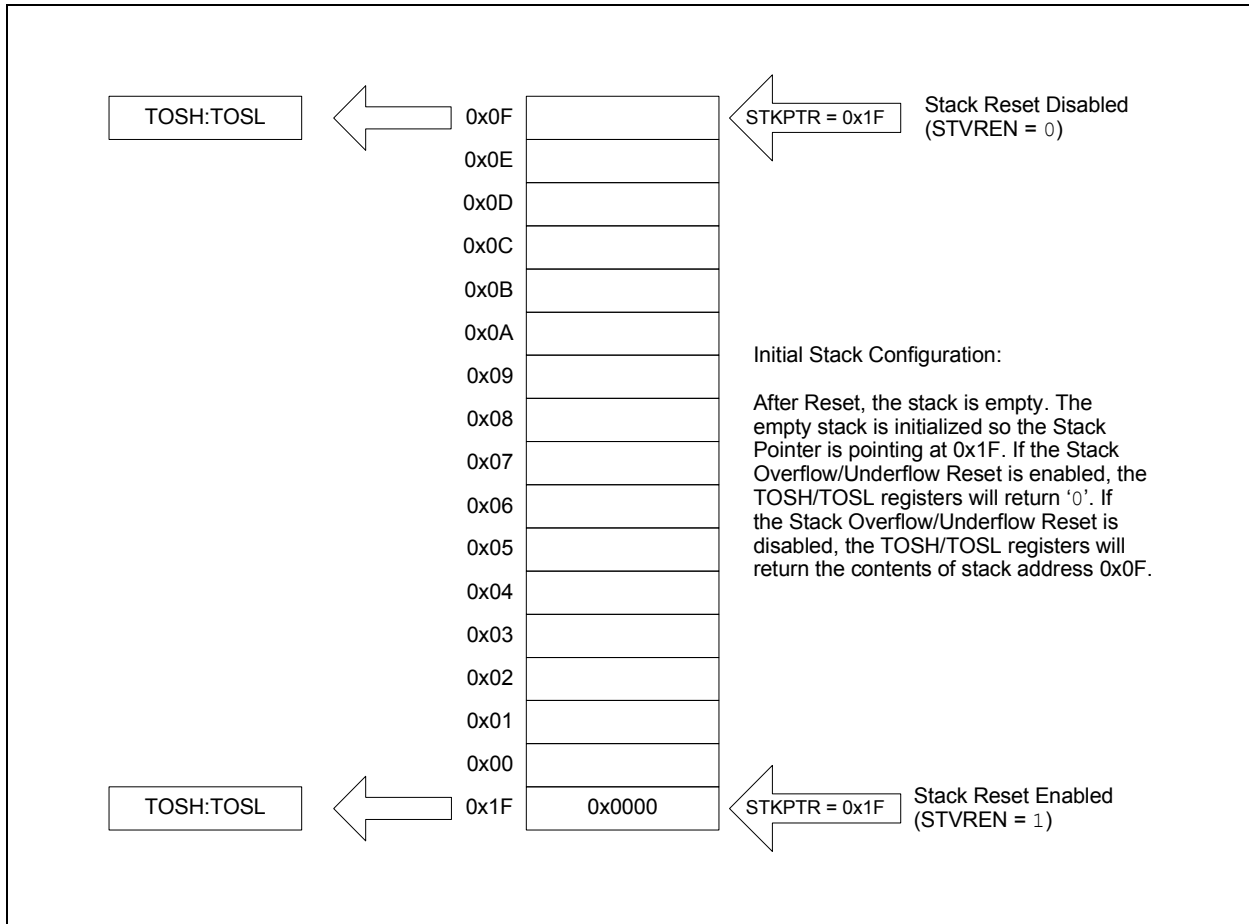 TOSH:TOSL
0x0F
STKPTR = 0x1F
Stack Reset Disabled
(STVREN = 0)
0x0E
0x0D
0x0C
0x0B
0x0A
0x09
0x08
0x07
0x06
0x05
0x04
0x03
0x02
0x01
0x00
Initial Stack Configuration:
After Reset, the stack is empty. The
empty stack is initialized so the Stack
Pointer is pointing at 0x1F. If the Stack
Overflow/Underflow Reset is enabled, the
TOSH/TOSL registers will return ‘0’. If
the Stack Overflow/Underflow Reset is
disabled, the TOSH/TOSL registers will
return the contents of stack address 0x0F.
TOSH:TOSL
0x1F
0x0000
STKPTR = 0x1F
Stack Reset Enabled
(STVREN = 1)